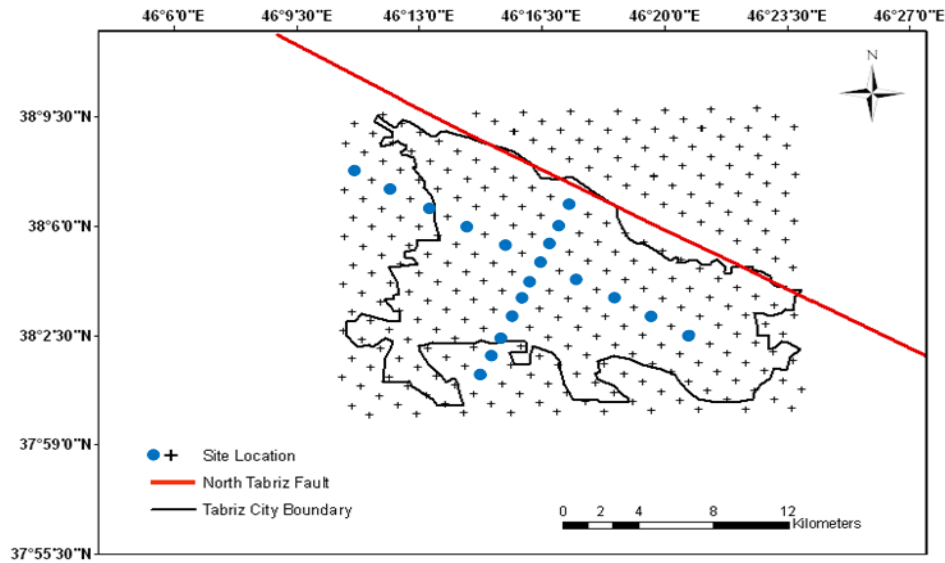 46°6'0"E 46°9'30"E 46°13'0"E 46°16'30"E 46°20'0"E 46°23'30"E 46°27'0"E
N
38°9'30"N
38°6'0"N
38°2'30"N
37°59'0"N
37°55'30"N
Site Location
North Tabriz Fault
Tabriz City Boundary
0 2 4 8 12
Kilometers